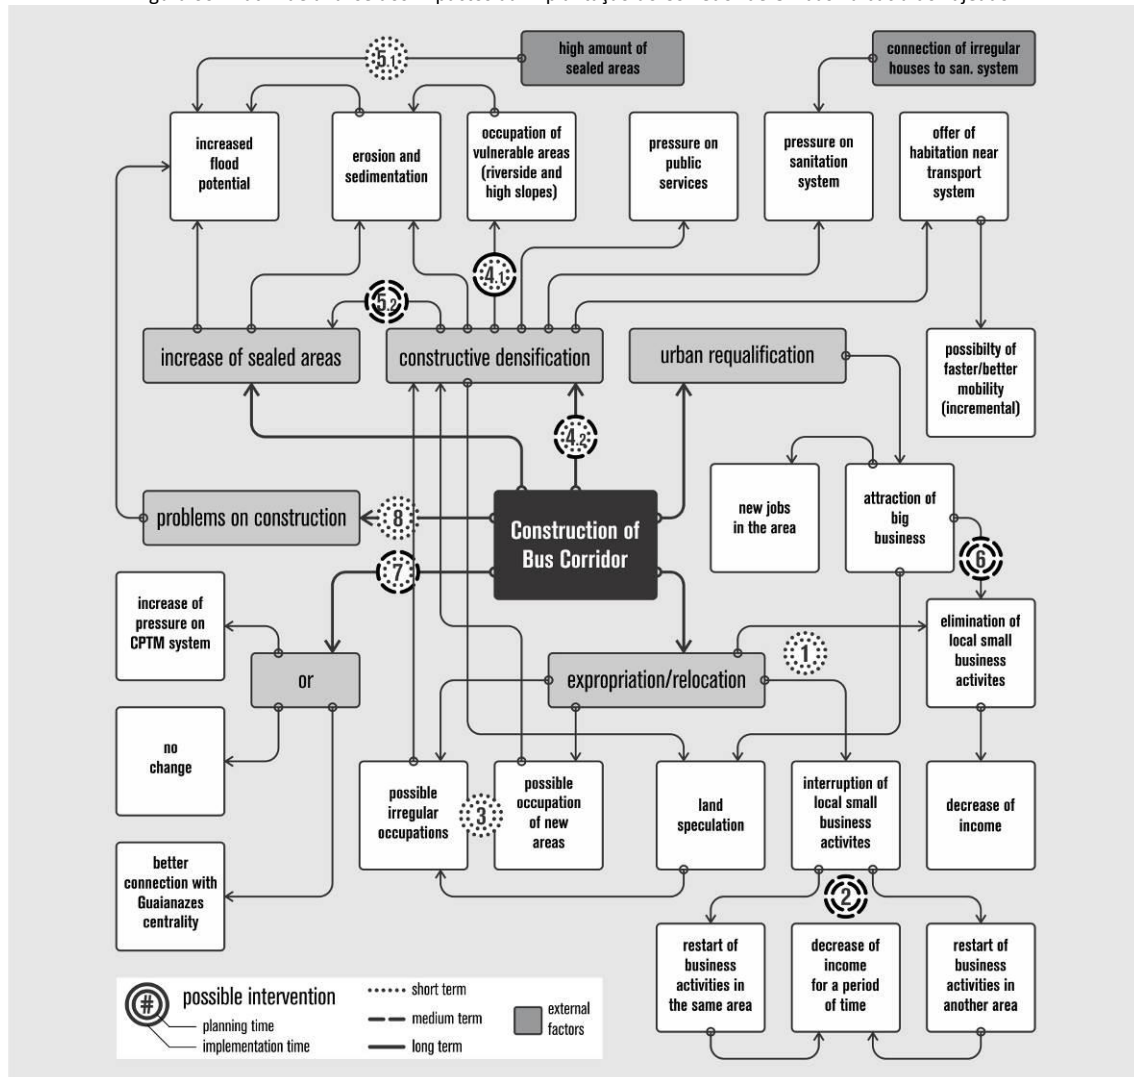 high amount of
sealed areas
connection of irregular
houses to san. system
5.1
increased
flood
potential
erosion and
sedimentation
occupation of
vulnerable areas
(riverside and
high slopes)
pressure on
public
services
pressure on
sanitation
system
offer of
habitation near
transport
system
4.1
5.2
increase of sealed areas
constructive densification
urban requalification
possibilty of
faster/better
mobility
(incremental)
4.2
new jobs
in the area
attraction of
big
business
problems on construction
8
Construction of
Bus Corridor
6
7
increase of
pressure on
CPTM system
elimination of
local small
business
activites
1
or
expropriation/relocation
no
change
possible
irregular
occupations
3
possible
occupation
of new
areas
land
speculation
interruption of
local small
business
activites
decrease of
income
better
connection with
Guaianazes
centrality
2
restart of
business
activities in
the same area
decrease of
income
for a period
of time
restart of
business
activities in
another area
#
possible intervention
planning time
implementation time
short term
medium term
long term
external
factors